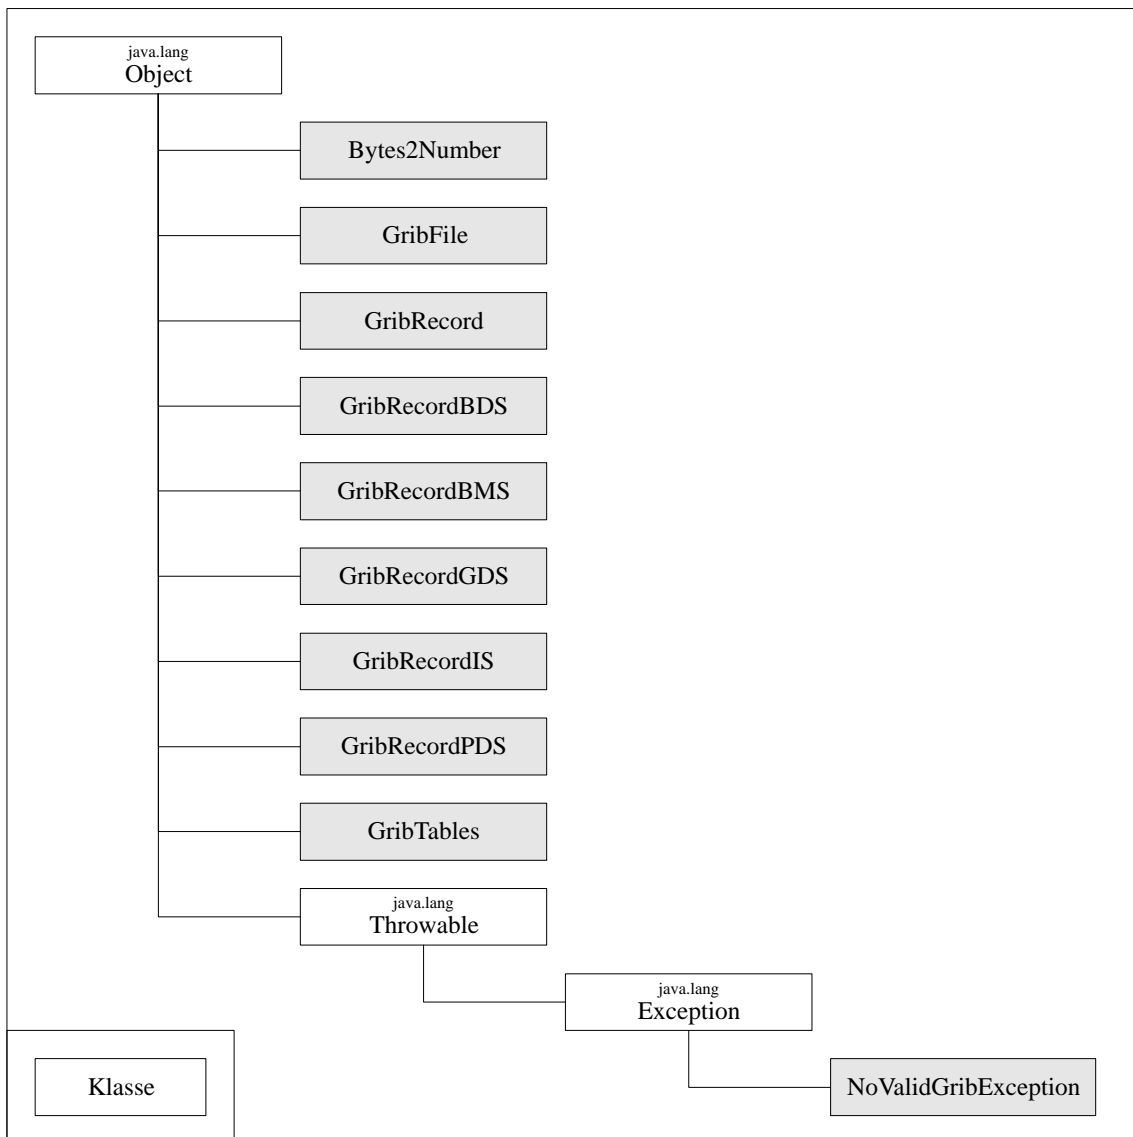 java.lang
Object
Bytes2Number
GribFile
GribRecord
GribRecordBDS
GribRecordBMS
GribRecordGDS
GribRecordIS
GribRecordPDS
GribTables
java.lang
Throwable
java.lang
Exception
Klasse
NoValidGribException